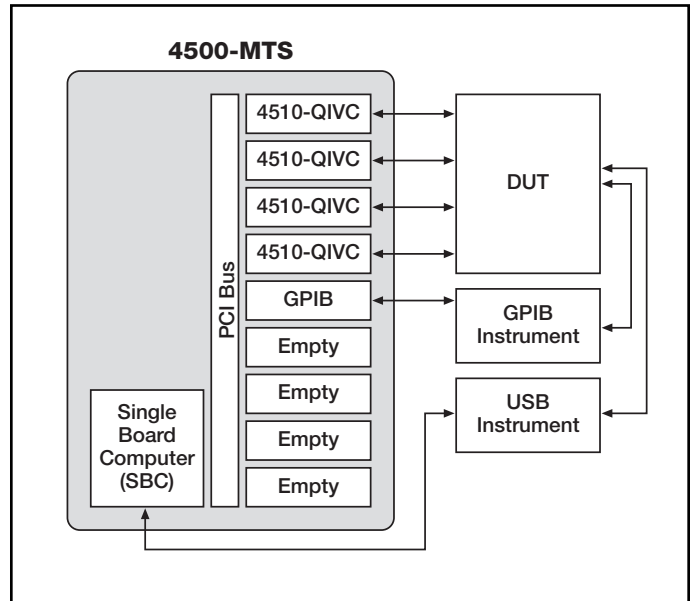 4500-MTS
4510-QIVC
4510-QIVC
4510-QIVC
4510-QIVC
GPIB
Empty
Empty
Empty
Empty
PCI Bus
Single
Board
Computer
(SBC)
DUT
GPIB
Instrument
USB
Instrument